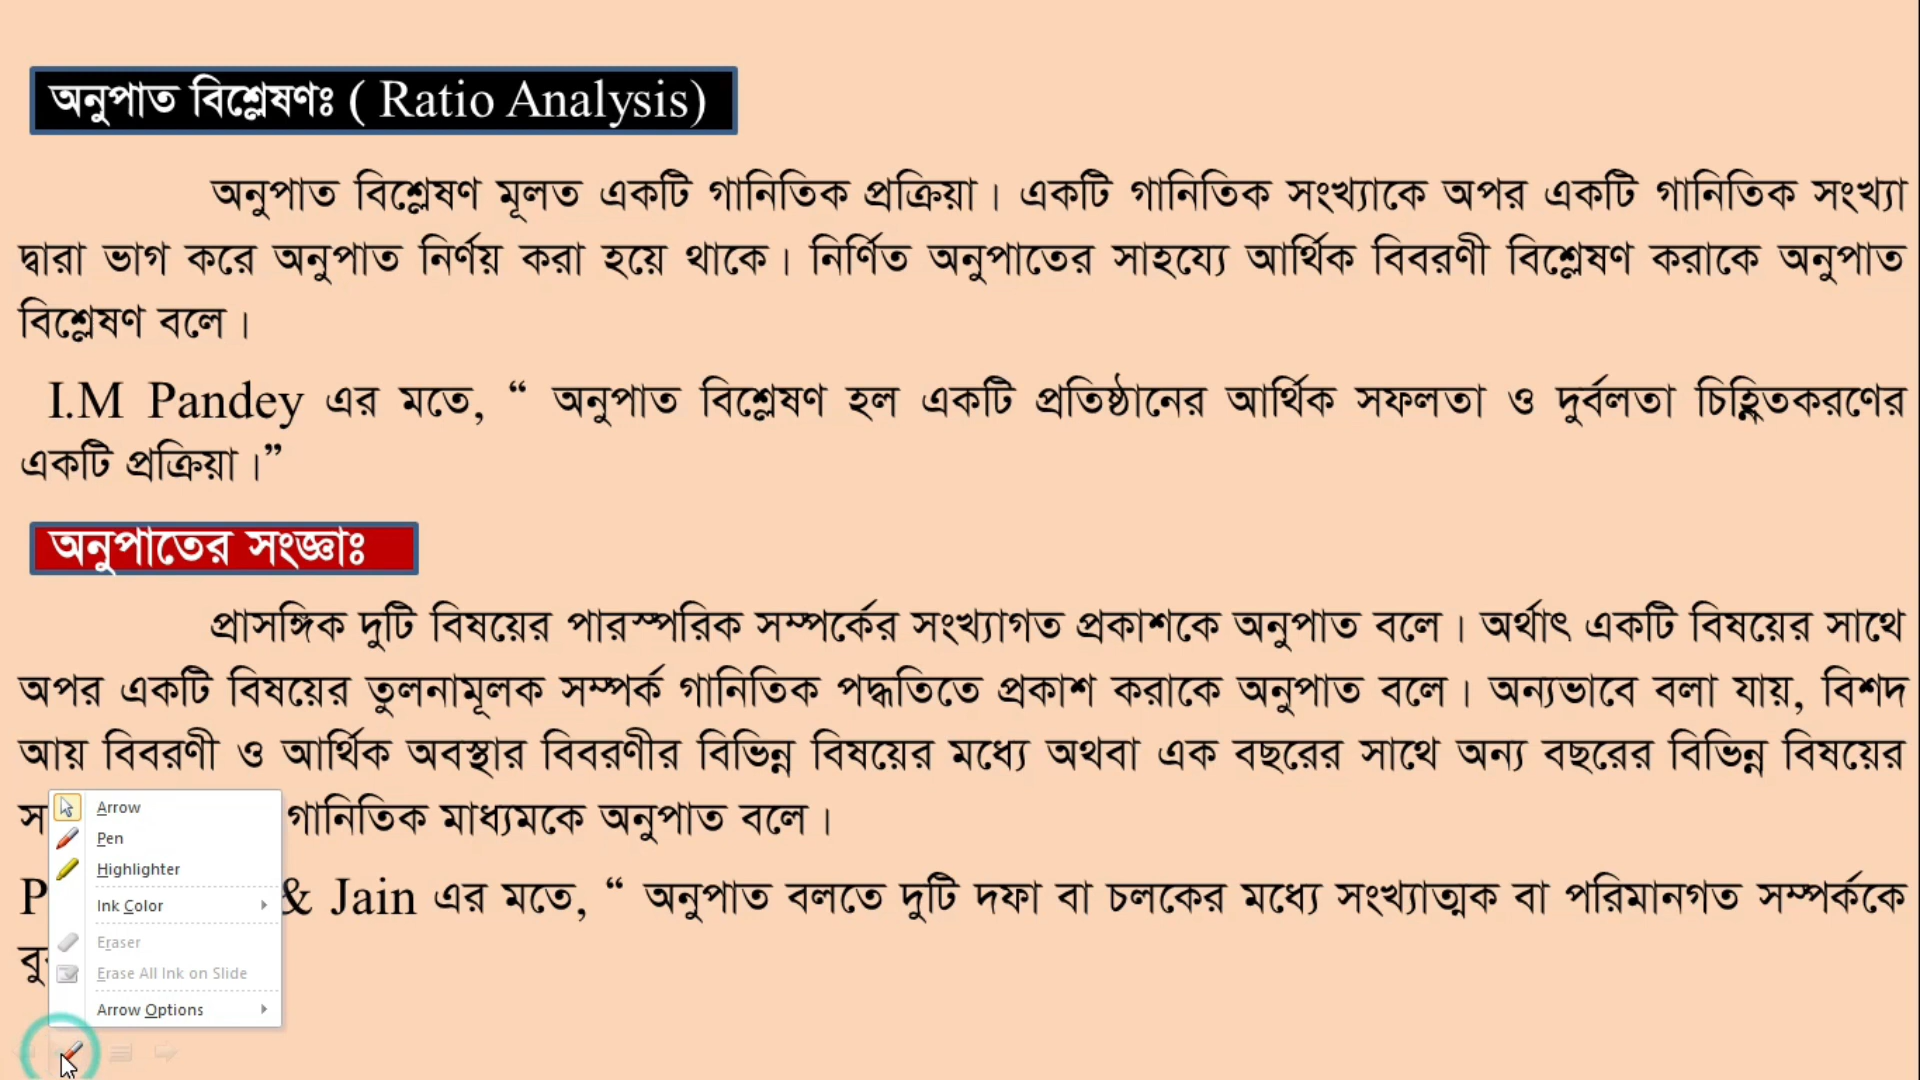 অনুপাত বিশ্লেষণঃ ( Ratio Analysis)
অনুপাত বিশ্লেষণ মূলত একটি গানিতিক প্রক্রিয়া। একটি গানিতিক সংখ্যাকে অপর একটি গানিতিক সংখ্যা
দ্বারা ভাগ করে অনুপাত নির্ণয় করা হয়ে থাকে। নির্ণিত অনুপাতের সাহয্যে আর্থিক বিবরণী বিশ্লেষণ করাকে অনুপাত
বিশ্লেষণ বলে।
I.M Pandey এর মতে, “ অনুপাত বিশ্লেষণ হল একটি প্রতিষ্ঠানের আর্থিক সফলতা ও দুর্বলতা চিহ্নিতকরণের
একটি প্রক্রিয়া।”
অনুপাতের সংজ্ঞাঃ
প্রাসঙ্গিক দুটি বিষয়ের পারস্পরিক সম্পর্কের সংখ্যাগত প্রকাশকে অনুপাত বলে। অর্থাৎ একটি বিষয়ের সাথে
অপর একটি বিষয়ের তুলনামূলক সম্পর্ক গানিতিক পদ্ধতিতে প্রকাশ করাকে অনুপাত বলে। অন্যভাবে বলা যায়, বিশদ
আয় বিবরণী ও আর্থিক অবস্থার বিবরণীর বিভিন্ন বিষয়ের মধ্যে অথবা এক বছরের সাথে অন্য বছরের বিভিন্ন বিষয়ের
গানিতিক মাধ্যমকে অনুপাত বলে।
& Jain এর মতে, “ অনুপাত বলতে দুটি দফা বা চলকের মধ্যে সংখ্যাত্মক বা পরিমানগত সম্পর্ককে
Arrow
Pen
Highlighter
Ink Color
Eraser
Erase All Ink on Slide
Arrow Options